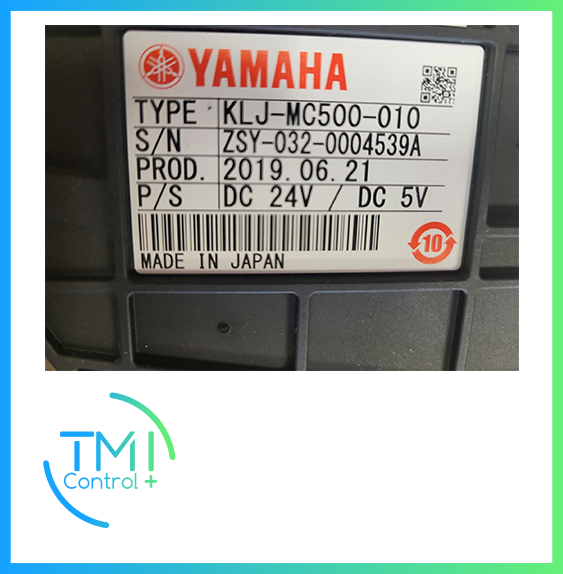 YAMAHA
TYPE KLJ-MC500-010
S/N ZSY-032-0004539A
PROD. 2019.06.21
P/S DC 24V / DC 5V
10
MADE IN JAPAN
TMI
Control +